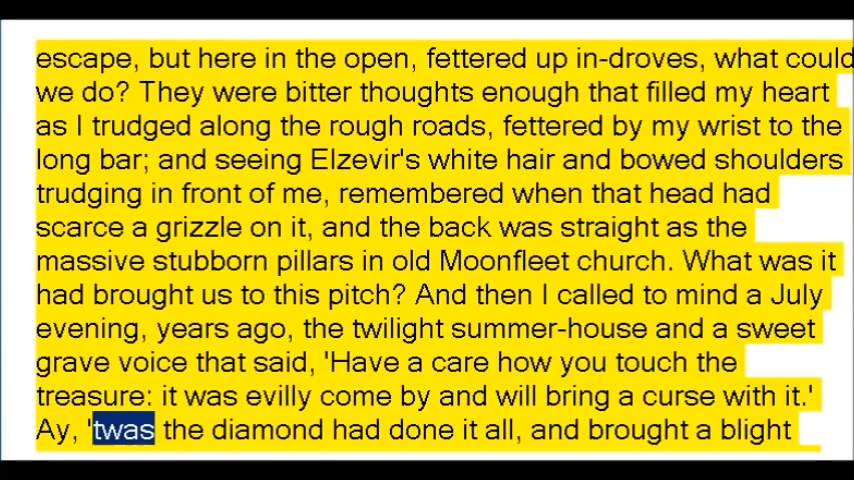 escape, but here in the open, fettered up in-droves, what could
we do? They were bitter thoughts enough that filled my heart
as I trudged along the rough roads, fettered by my wrist to the
long bar; and seeing Elzevir's white hair and bowed shoulders
trudging in front of me, remembered when that head had
scarce a grizzle on it, and the back was straight as the
massive stubborn pillars in old Moonfleet church. What was it
had brought us to this pitch? And then I called to mind a July
evening, years ago, the twilight summer-house and a sweet
grave voice that said, 'Have a care how you touch the
treasure: it was evilly come by and will bring a curse with it.'
Ay, 'twas the diamond had done it all, and brought a blight